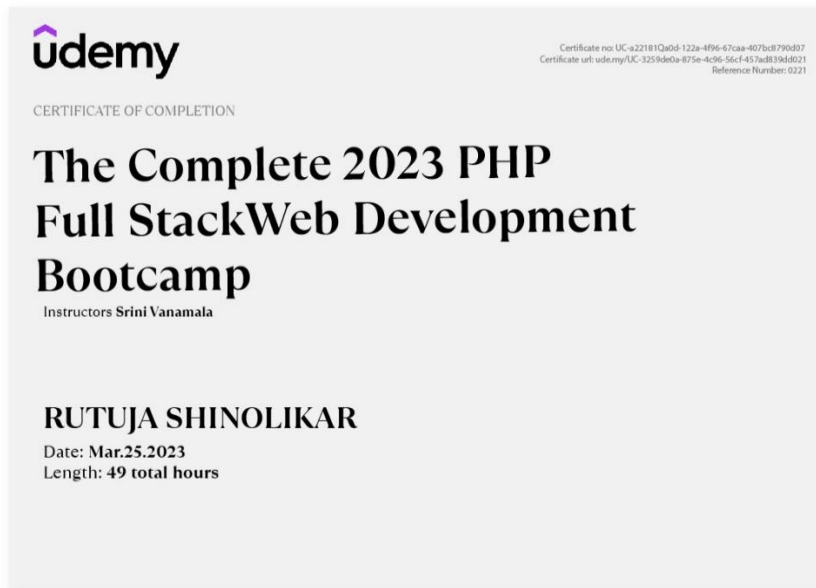 ûdemy
Certificate no: UC-a22181Qa0d-122a-4f96-67caa-407bc8790d07
Certificate url: ude.my/UC-3259de0a-875e-4c96-56cf-457ad839dd021
Reference Number: 0221
CERTIFICATE OF COMPLETION
The Complete 2023 PHP
Full StackWeb Development
Bootcamp
Instructors Srini Vanamala
RUTUJA SHINOLIKAR
Date: Mar.25.2023
Length: 49 total hours